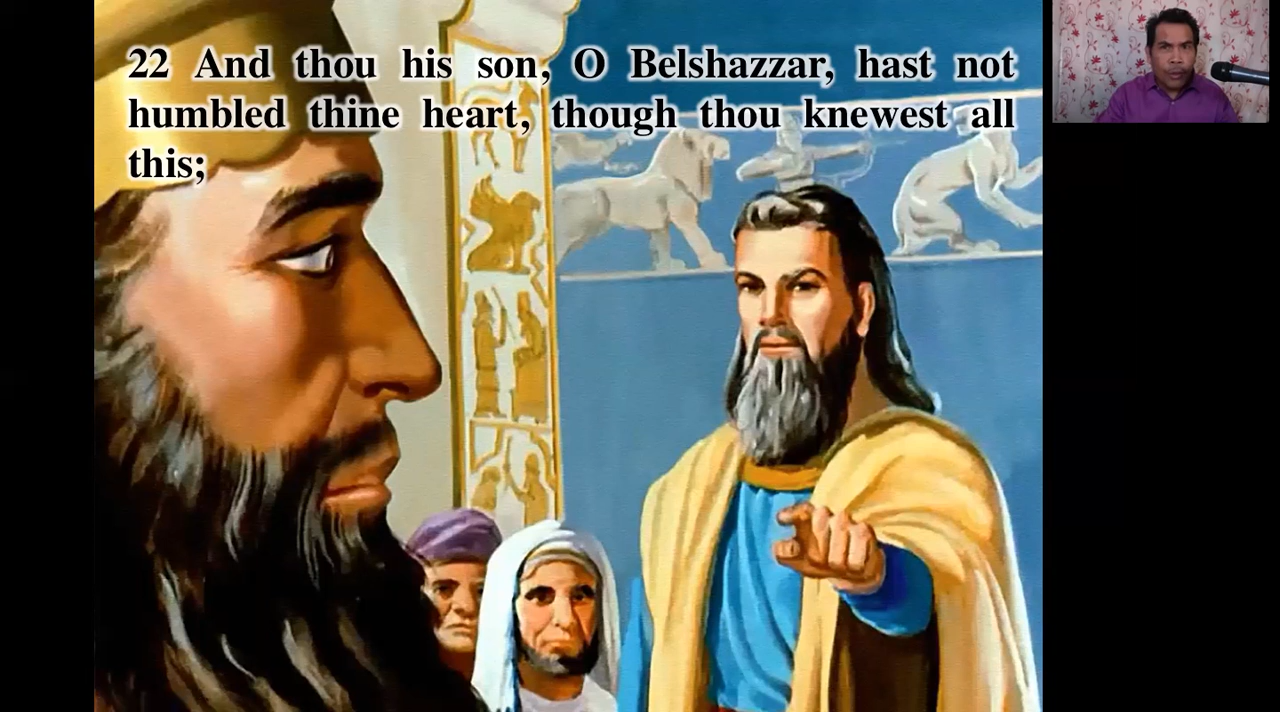 22 And thou his son, O Belshazzar, hast not
humbled thine heart, though thou knewest all
this;